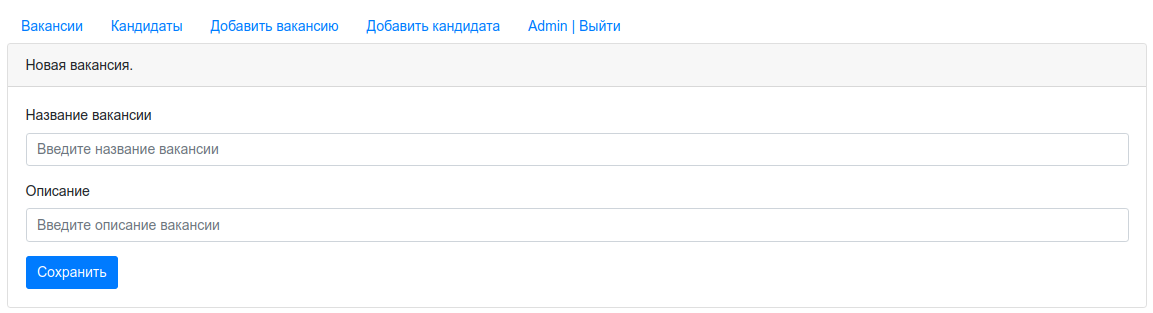 Вакансии Кандидаты Добавить вакансию Добавить кандидата Admin | Выйти
Новая вакансия.
Название вакансии
Введите название вакансии
Описание
Введите описание вакансии
Сохранить